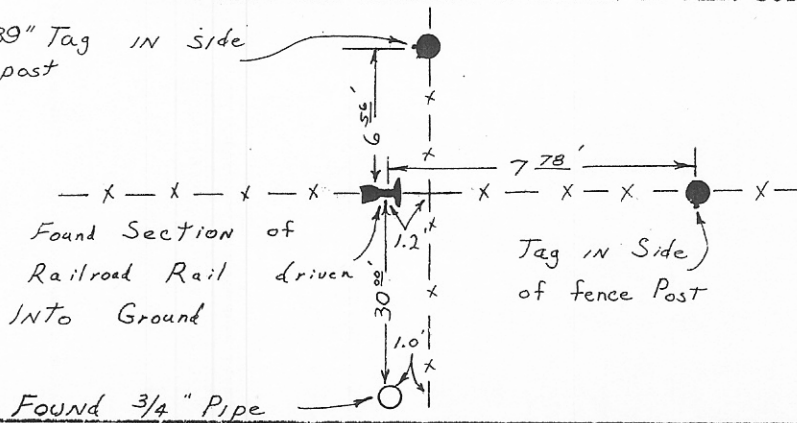 39" Tag IN side
post
6 56'
7 78'
Found Section of
Railroad Rail driven
INTO Ground
1.2'
30 00'
Tag IN Side
of fence Post
1.0'
Found 3/4" Pipe